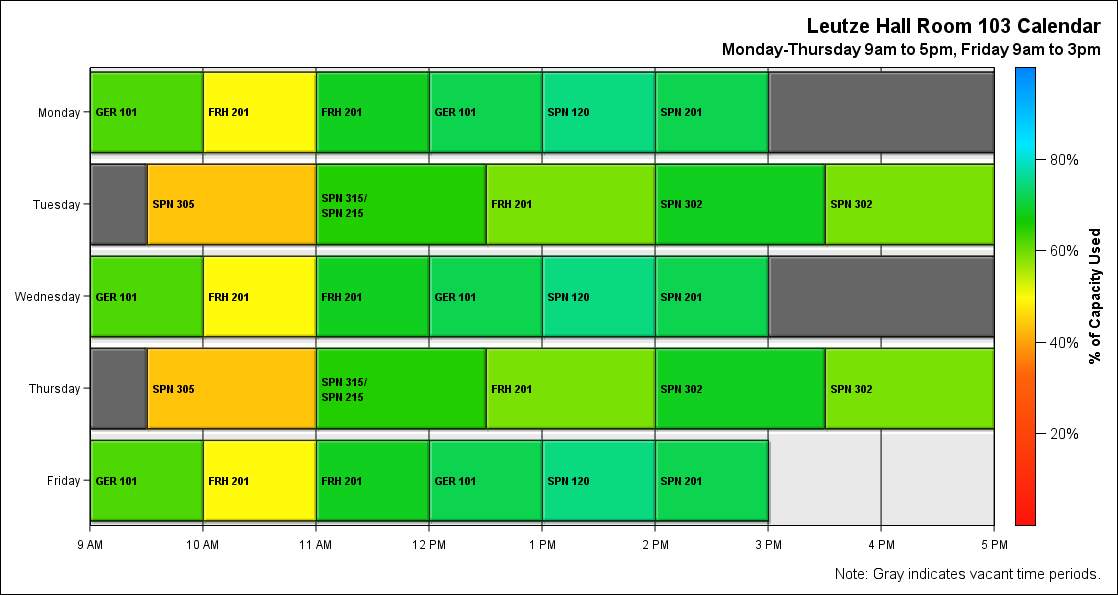 Leutze Hall Room 103 Calendar
Monday-Thursday 9am to 5pm, Friday 9am to 3pm
Monday
GER 101
FRH 201
FRH 201
GER 101
SPN 120
SPN 201
Tuesday
SPN 305
SPN 315/
SPN 215
FRH 201
SPN 302
SPN 302
Wednesday
GER 101
FRH 201
FRH 201
GER 101
SPN 120
SPN 201
Thursday
SPN 305
SPN 315/
SPN 215
FRH 201
SPN 302
SPN 302
Friday
GER 101
FRH 201
FRH 201
GER 101
SPN 120
SPN 201
9 AM
10 AM
11 AM
12 PM
1 PM
2 PM
3 PM
4 PM
5 PM
80%
60%
40%
20%
% of Capacity Used
Note: Gray indicates vacant time periods.